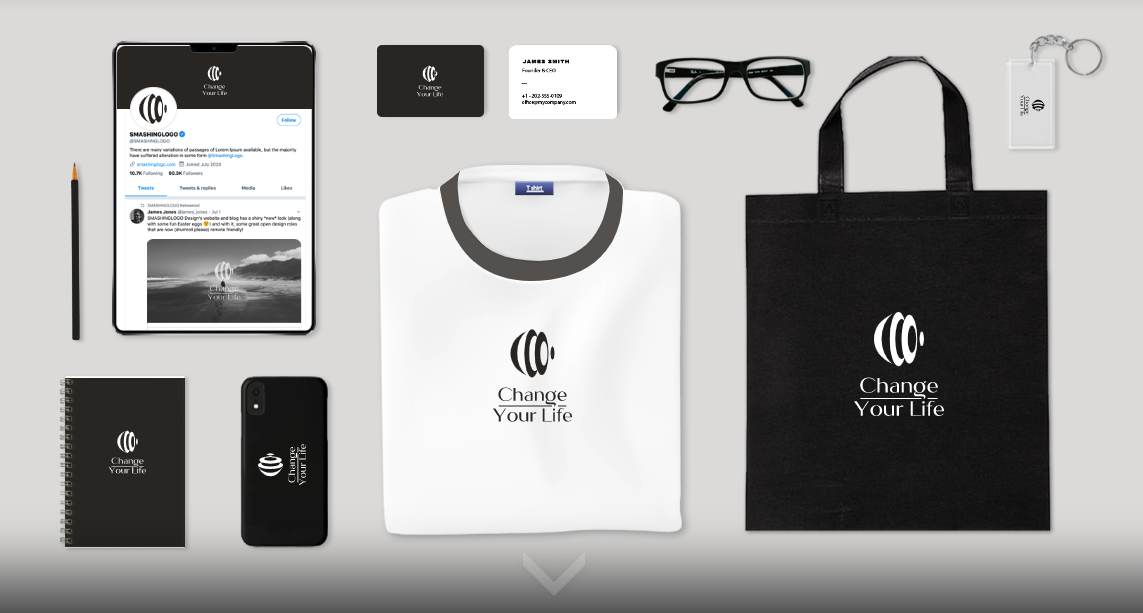 Change
Your Life
SMASHINGLOGO
@SMASHINGLOGO
Follow
There are many variations of passages of Lorem Ipsum available, but the majority
have suffered alteration in some form @SmashingLogo.
smashinglogo.com Joined July 2020
10.7K Following 80.3K Followers
Tweets Tweets & replies Media Likes
SMASHINGLOGO Retweeted
James Jones @james_jones - Jul 1
SMASHINGLOGO Design's website and blog has a shiny *new* look (along
with some fun Easter eggs 😯) and with it, some great open design roles
that are now (drumroll please) remote friendly!
Change
Your Life
Change
Your Life
JAMES SMITH
Founder & CEO
---
+1 -202-555-0109
office@mycompany.com
Change
Your Life
T shirt
Change
Your Life
Change
Your Life
Change
Your Life
Change
Your Life